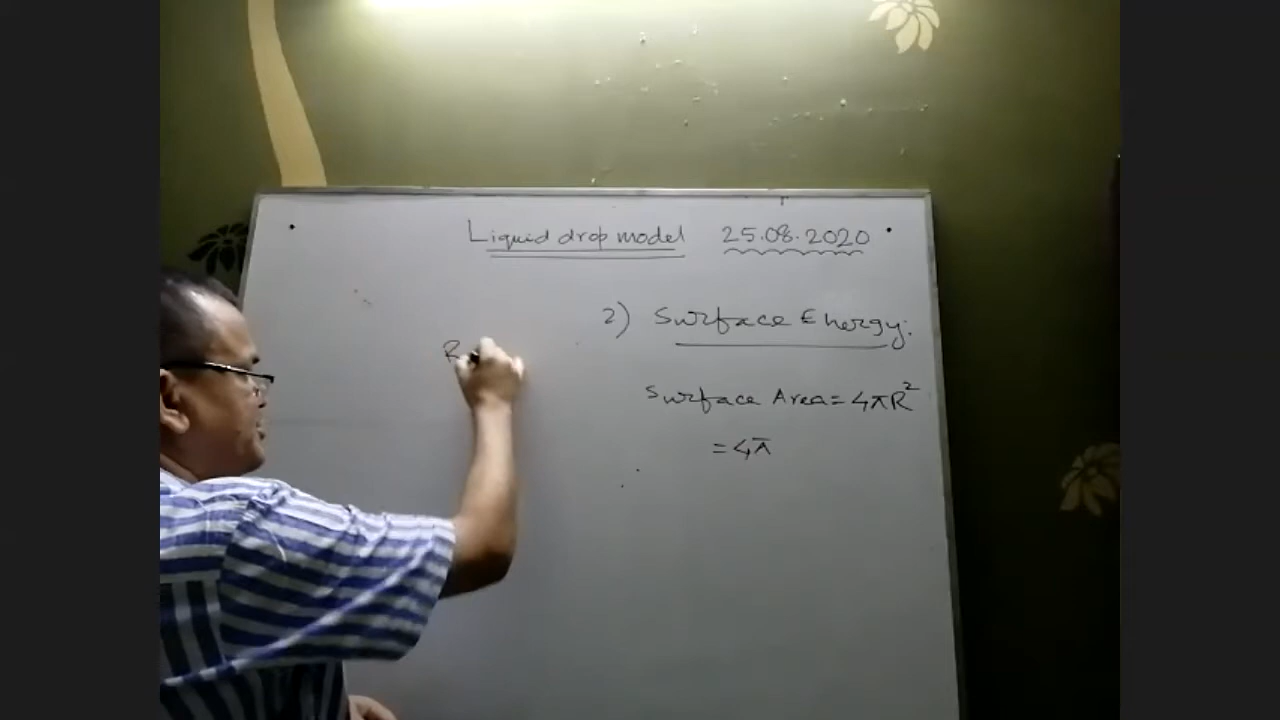 Liquid drop model 25.08.2020
2) Surface Energy:
Surface Area = 4πR²
= 4π
R